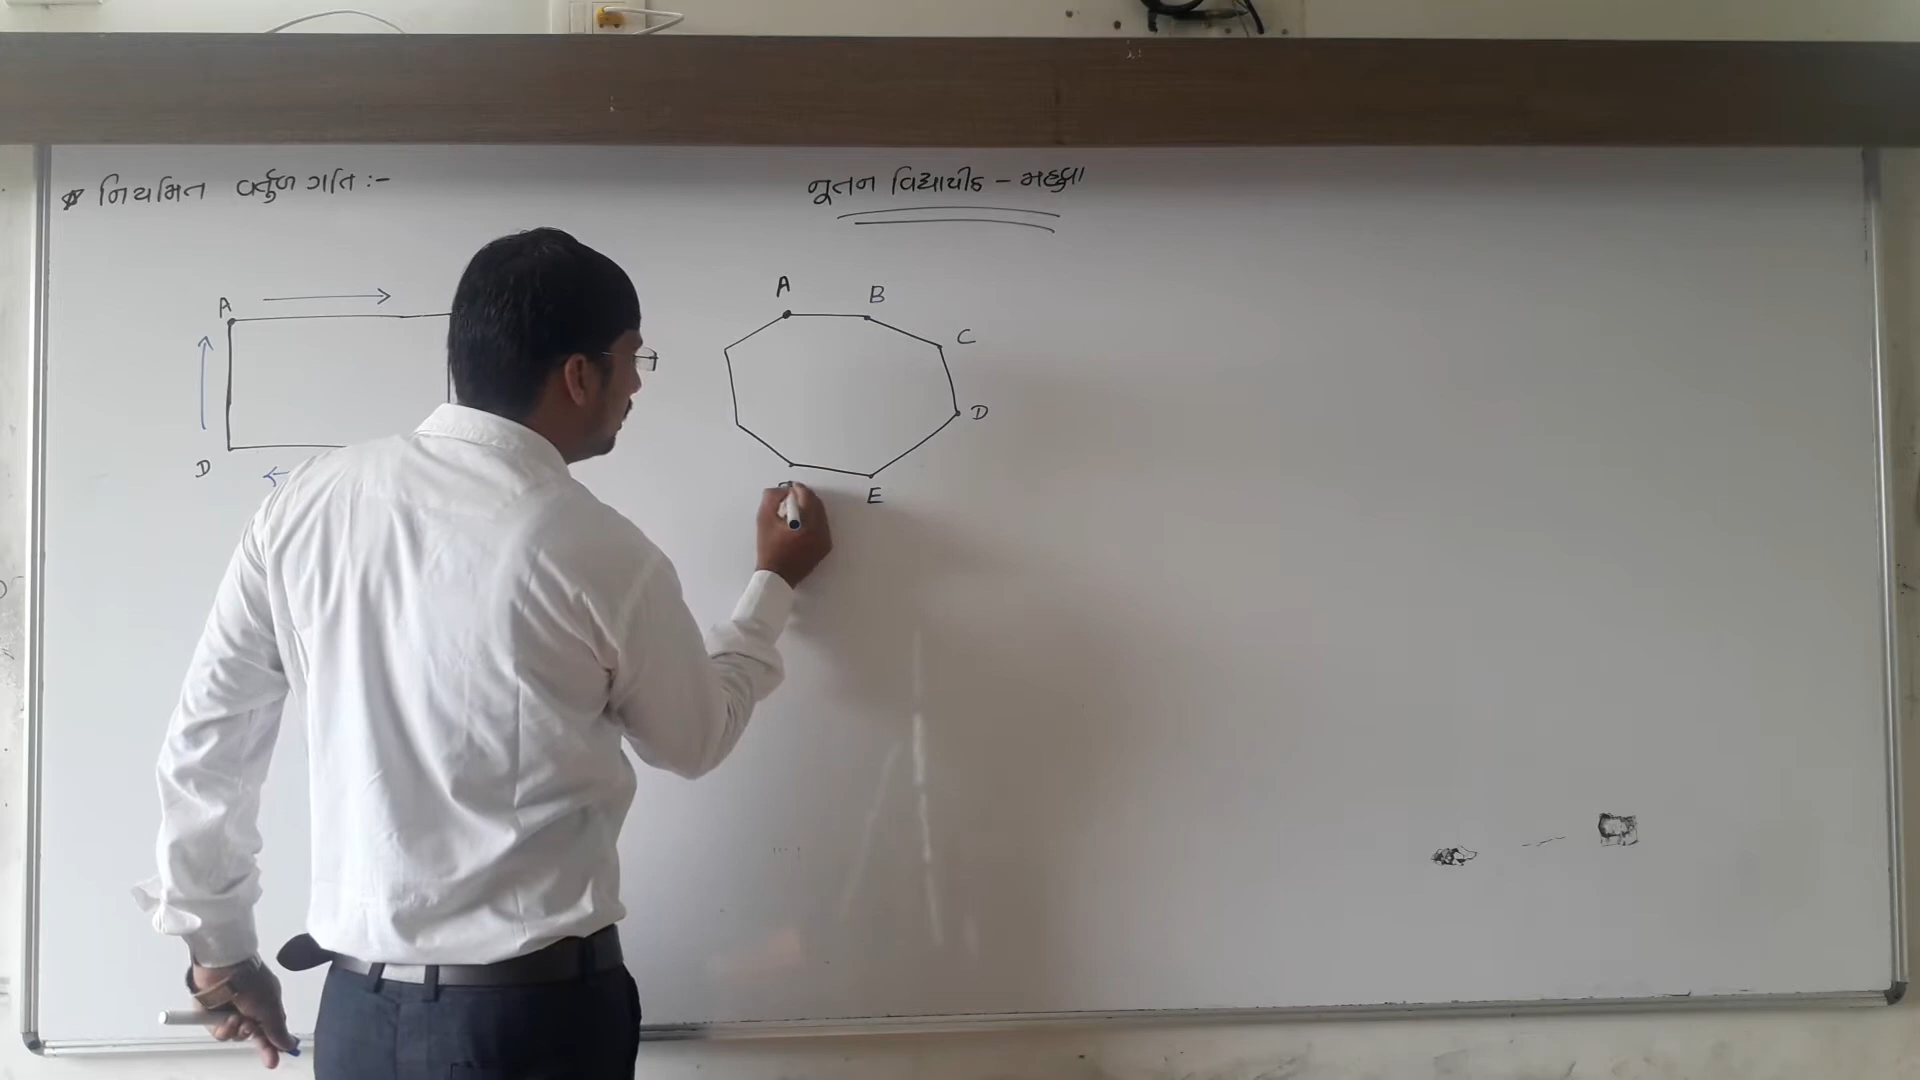 * નિયમિત વર્તુળ ગતિ :-
નૂતન વિદ્યાપીઠ - મહુવા
A
D
A
B
C
D
E